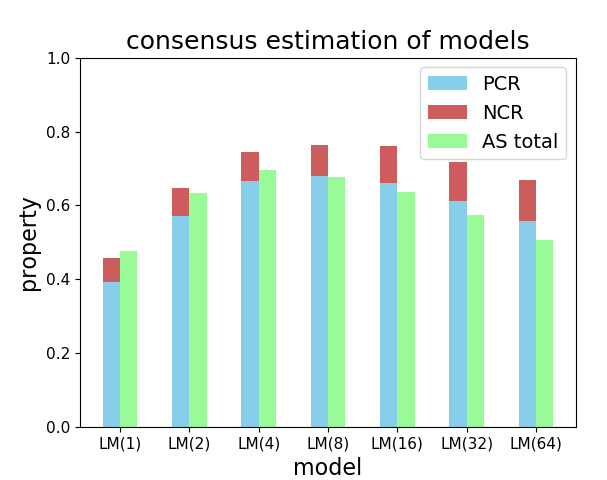 consensus estimation of models
1.0
0.8
0.6
0.4
0.2
0.0
property
PCR
NCR
AS total
LM(1) LM(2) LM(4) LM(8) LM(16) LM(32) LM(64)
model